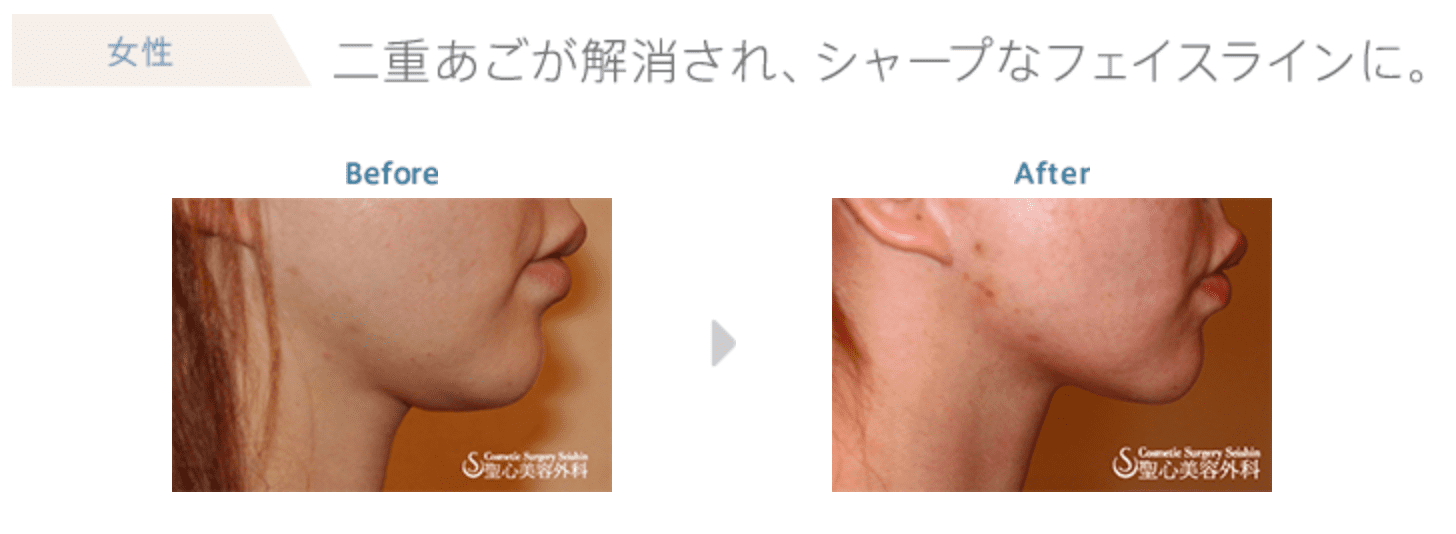 女性
二重あごが解消され、シャープなフェイスラインに。
Before
After
Cosmetic Surgery Seishin
聖心美容外科
Cosmetic Surgery Seishin
聖心美容外科